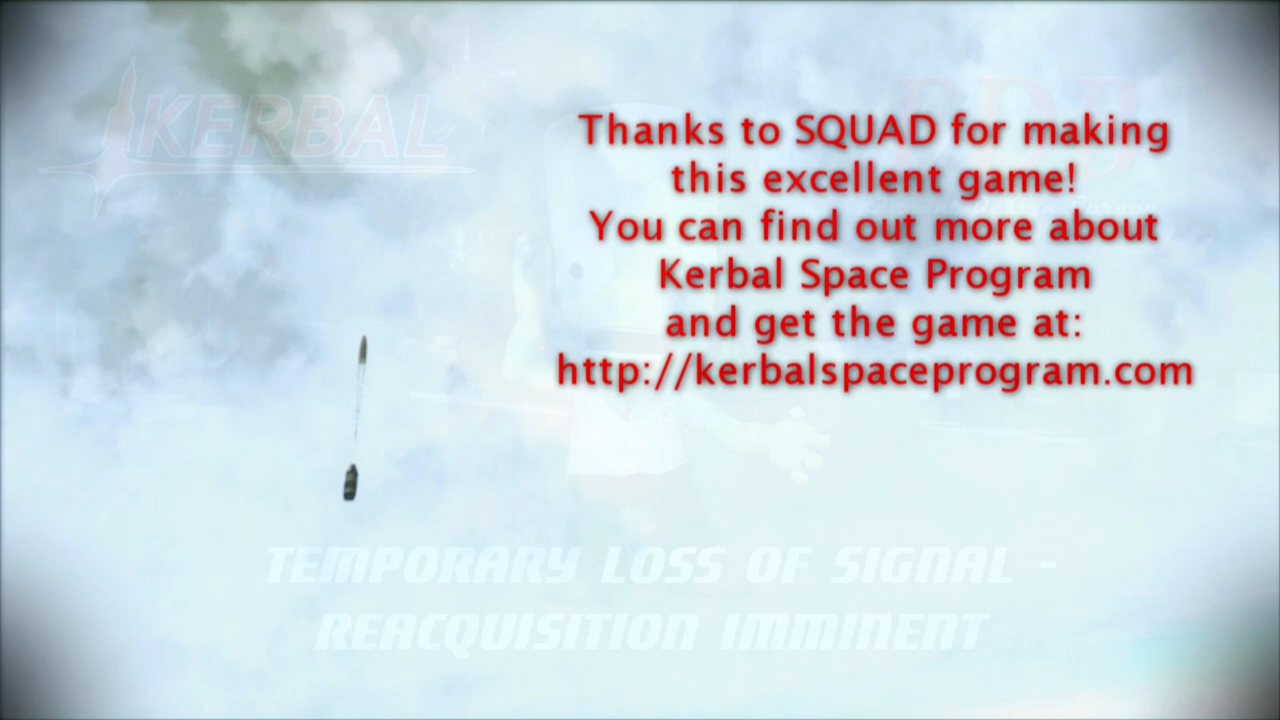 KERBAL
Thanks to SQUAD for making
this excellent game!
You can find out more about
Kerbal Space Program
and get the game at:
http://kerbalspaceprogram.com
TEMPORARY LOSS OF SIGNAL -
REACQUISITION IMMINENT